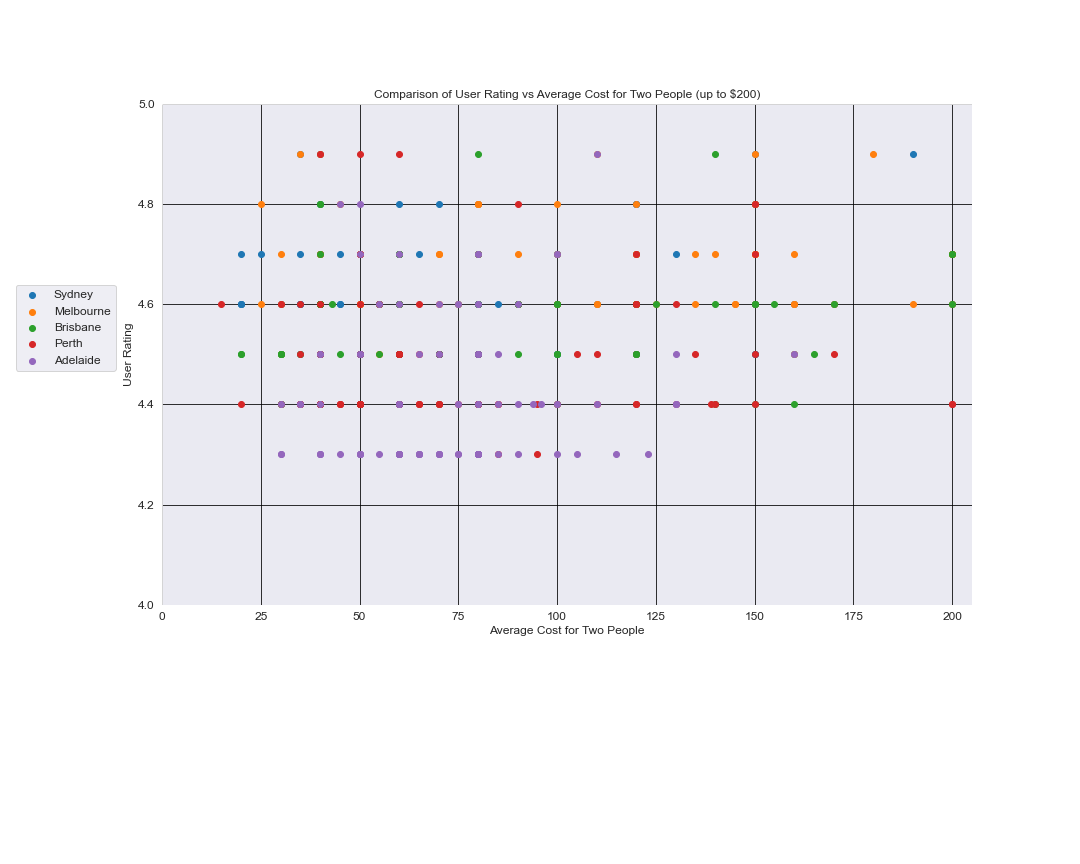 Comparison of User Rating vs Average Cost for Two People (up to $200)
5.0
4.8
4.6
4.4
4.2
4.0
User Rating
Sydney
Melbourne
Brisbane
Perth
Adelaide
0 25 50 75 100 125 150 175 200
Average Cost for Two People